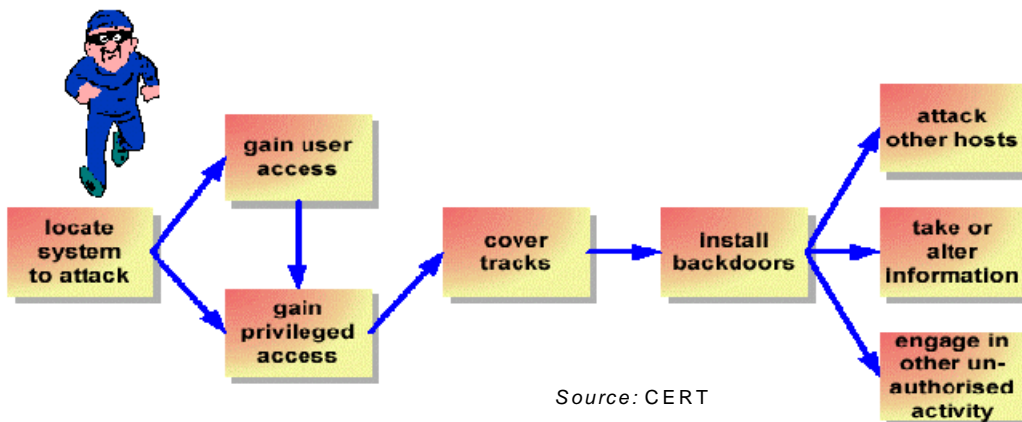 locate
system
to attack
gain user
access
gain
privileged
access
cover
tracks
install
backdoors
attack
other hosts
take or
alter
information
engage in
other un-
authorised
activity
Source: CERT